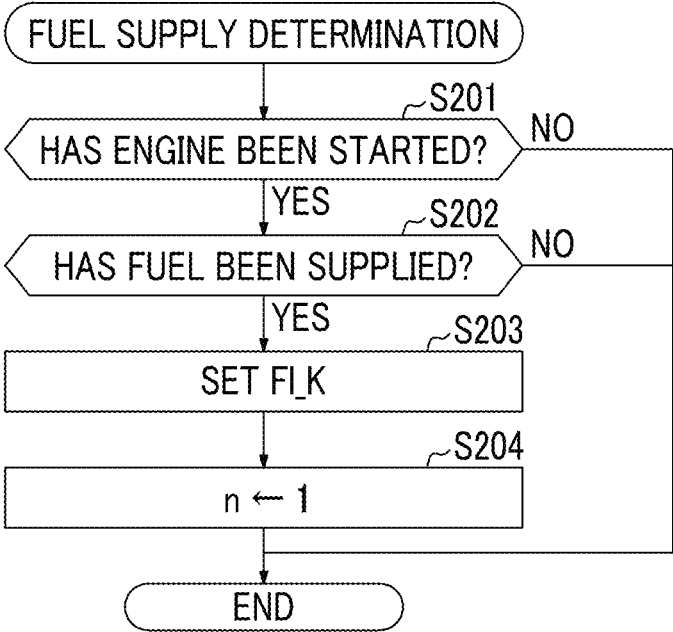 FUEL SUPPLY DETERMINATION
S201
HAS ENGINE BEEN STARTED?
NO
YES
S202
HAS FUEL BEEN SUPPLIED?
NO
YES
S203
SET FI_K
S204
n ← 1
END